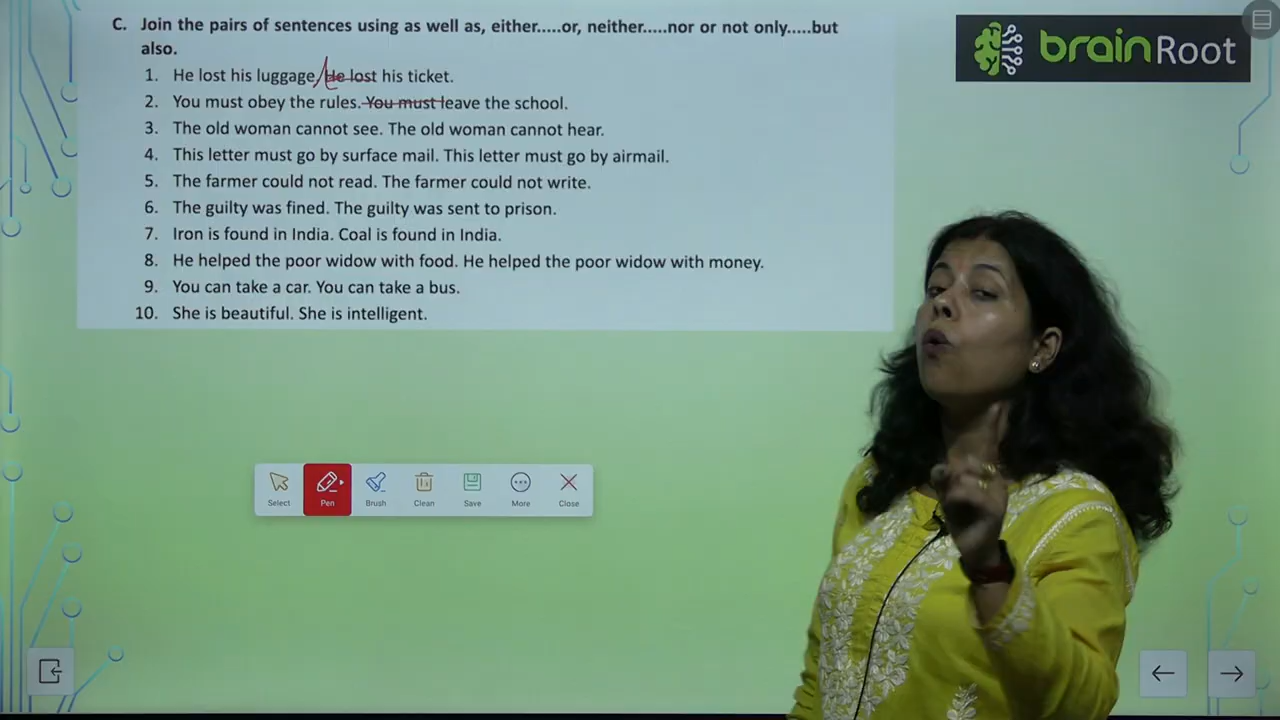 C. Join the pairs of sentences using as well as, either.....or, neither.....nor or not only.....but
also.
1. He lost his luggage, He lost his ticket.
2. You must obey the rules. You must leave the school.
3. The old woman cannot see. The old woman cannot hear.
4. This letter must go by surface mail. This letter must go by airmail.
5. The farmer could not read. The farmer could not write.
6. The guilty was fined. The guilty was sent to prison.
7. Iron is found in India. Coal is found in India.
8. He helped the poor widow with food. He helped the poor widow with money.
9. You can take a car. You can take a bus.
10. She is beautiful. She is intelligent.
brainRoot
Select Pen Brush Clean Save More Close